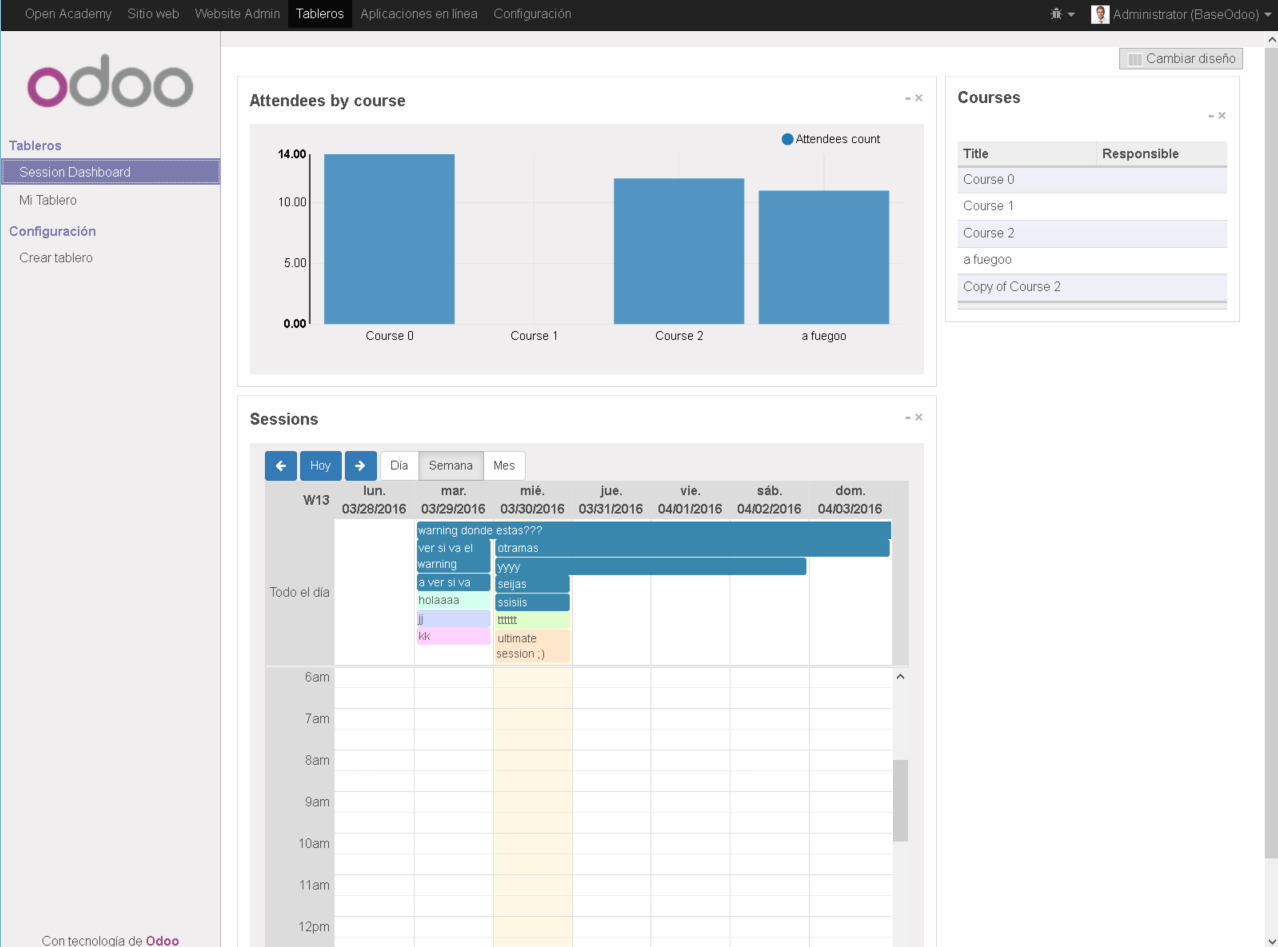 Open Academy Sitio web Website Admin Tableros Aplicaciones en línea Configuración Administrator (BaseOdoo)
odoo
Tableros
Session Dashboard
Mi Tablero
Configuración
Crear tablero
Con tecnología de Odoo
Cambiar diseño
Attendees by course
Attendees count
14.00
10.00
5.00
0.00
Course 0 Course 1 Course 2 a fuegoo
Courses
Title Responsible
Course 0
Course 1
Course 2
a fuegoo
Copy of Course 2
Sessions
Hoy Día Semana Mes
W13 lun. mar. mié. jue. vie. sáb. dom.
03/28/2016 03/29/2016 03/30/2016 03/31/2016 04/01/2016 04/02/2016 04/03/2016
Todo el día
warning donde estas???
ver si va el
warning
a ver si va
holaaaa
jj
kk
otramas
yyyy
seijas
ssisiis
tttttt
ultimate
session ;)
6am
7am
8am
9am
10am
11am
12pm